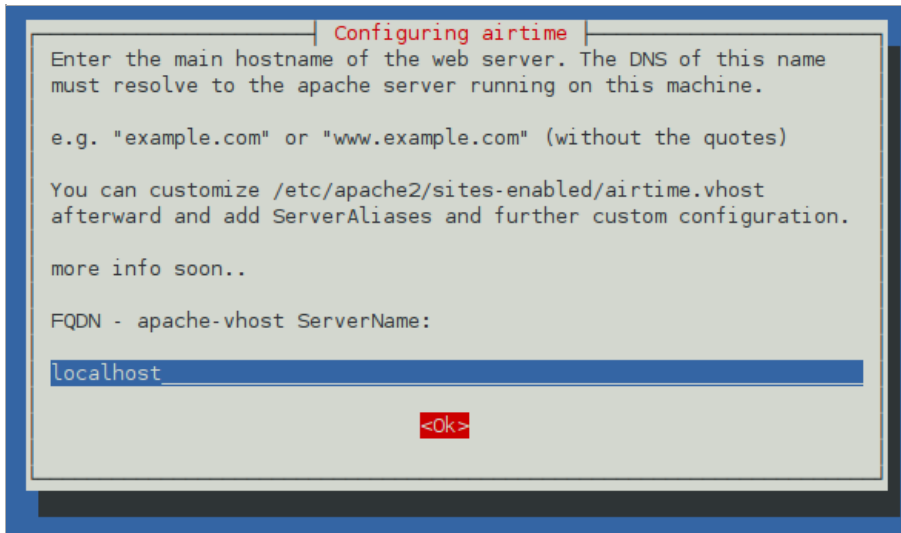 Configuring airtime
Enter the main hostname of the web server. The DNS of this name
must resolve to the apache server running on this machine.
e.g. "example.com" or "www.example.com" (without the quotes)
You can customize /etc/apache2/sites-enabled/airtime.vhost
afterward and add ServerAliases and further custom configuration.
more info soon..
FQDN - apache-vhost ServerName:
localhost
<Ok>